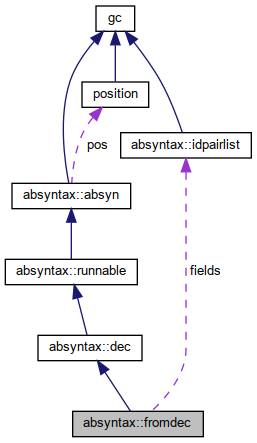 gc
position
absyntax::idpairlist
pos
absyntax::absyn
absyntax::runnable
fields
absyntax::dec
absyntax::fromdec